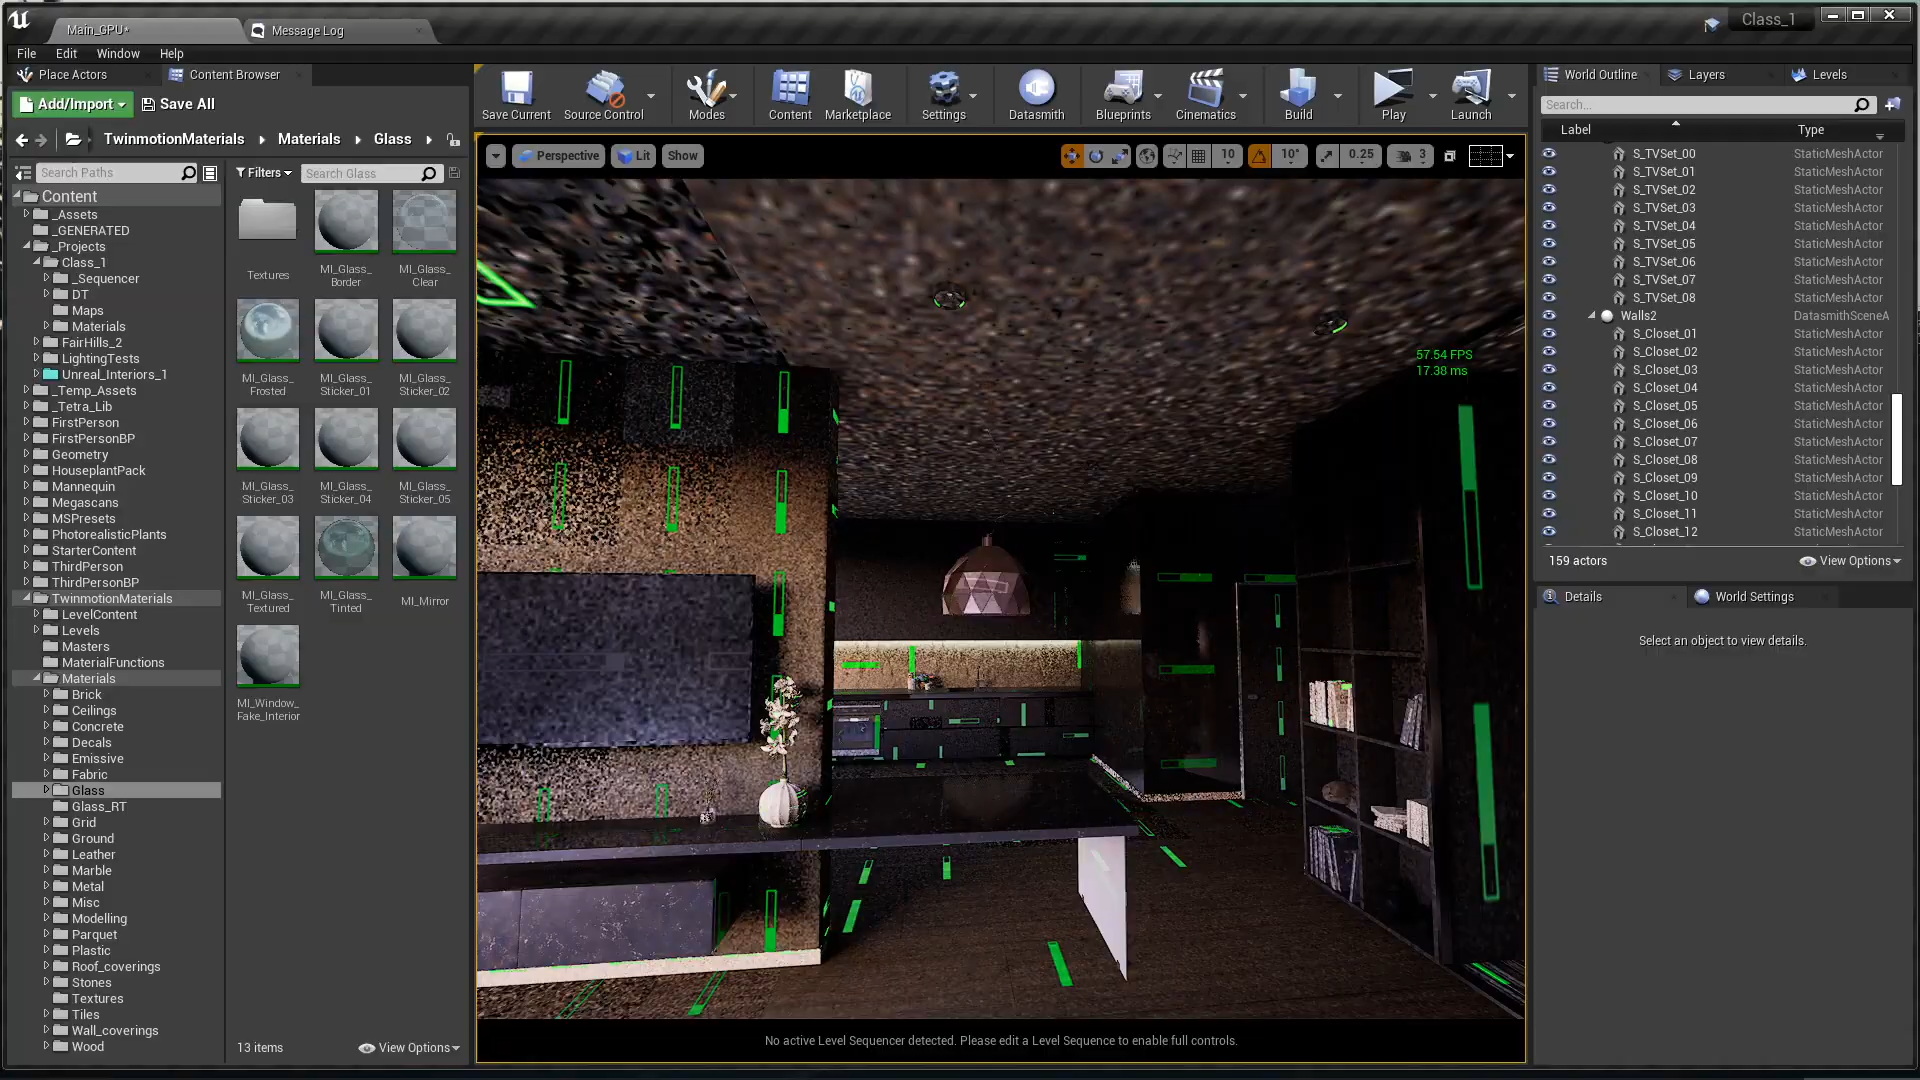 Main_GPU*
Message Log
Class_1
File Edit Window Help
Place Actors
Content Browser
Add/Import
Save All
TwinmotionMaterials
Materials
Glass
Search Paths
Content
_Assets
_GENERATED
_Projects
Class_1
_Sequencer
DT
Maps
Materials
FairHills_2
LightingTests
Unreal_Interiors_1
_Temp_Assets
_Tetra_Lib
FirstPerson
FirstPersonBP
Geometry
HouseplantPack
Mannequin
Megascans
MSPresets
PhotorealisticPlants
StarterContent
ThirdPerson
ThirdPersonBP
TwinmotionMaterials
LevelContent
Levels
Masters
MaterialFunctions
Materials
Brick
Ceilings
Concrete
Decals
Emissive
Fabric
Glass
Glass_RT
Grid
Ground
Leather
Marble
Metal
Misc
Modelling
Parquet
Plastic
Roof_coverings
Stones
Textures
Tiles
Wall_coverings
Wood
Filters
Search Glass
Textures
MI_Glass_
Border
MI_Glass_
Clear
MI_Glass_
Frosted
MI_Glass_
Sticker_01
MI_Glass_
Sticker_02
MI_Glass_
Sticker_03
MI_Glass_
Sticker_04
MI_Glass_
Sticker_05
MI_Glass_
Textured
MI_Glass_
Tinted
MI_Mirror
MI_Window_
Fake_Interior
13 items
View Options
Save Current
Source Control
Modes
Content
Marketplace
Settings
Datasmith
Blueprints
Cinematics
Build
Play
Launch
Perspective
Lit
Show
10
10°
0.25
3
57.54 FPS
17.38 ms
No active Level Sequencer detected. Please edit a Level Sequence to enable full controls.
World Outline
Layers
Levels
Search...
Label
Type
S_TVSet_00 StaticMeshActor
S_TVSet_01 StaticMeshActor
S_TVSet_02 StaticMeshActor
S_TVSet_03 StaticMeshActor
S_TVSet_04 StaticMeshActor
S_TVSet_05 StaticMeshActor
S_TVSet_06 StaticMeshActor
S_TVSet_07 StaticMeshActor
S_TVSet_08 StaticMeshActor
Walls2 DatasmithSceneA
S_Closet_01 StaticMeshActor
S_Closet_02 StaticMeshActor
S_Closet_03 StaticMeshActor
S_Closet_04 StaticMeshActor
S_Closet_05 StaticMeshActor
S_Closet_06 StaticMeshActor
S_Closet_07 StaticMeshActor
S_Closet_08 StaticMeshActor
S_Closet_09 StaticMeshActor
S_Closet_10 StaticMeshActor
S_Closet_11 StaticMeshActor
S_Closet_12 StaticMeshActor
159 actors
View Options
Details
World Settings
Select an object to view details.